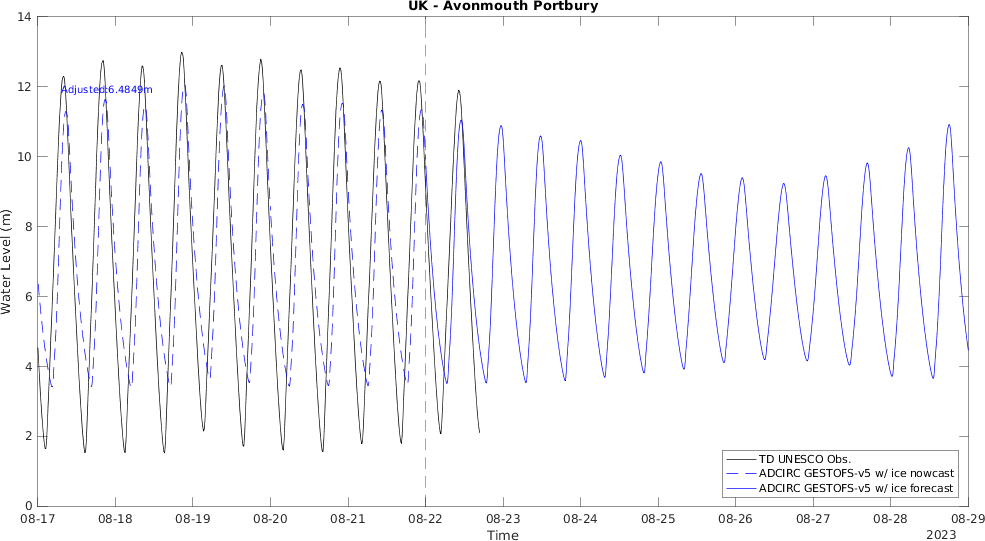 UK - Avonmouth Portbury
14
12
10
8
6
4
2
0
Water Level (m)
Adjusted:6.4849m
TD UNESCO Obs.
ADCIRC GESTOFS-v5 w/ ice nowcast
ADCIRC GESTOFS-v5 w/ ice forecast
08-17 08-18 08-19 08-20 08-21 08-22 08-23 08-24 08-25 08-26 08-27 08-28 08-29
Time 2023